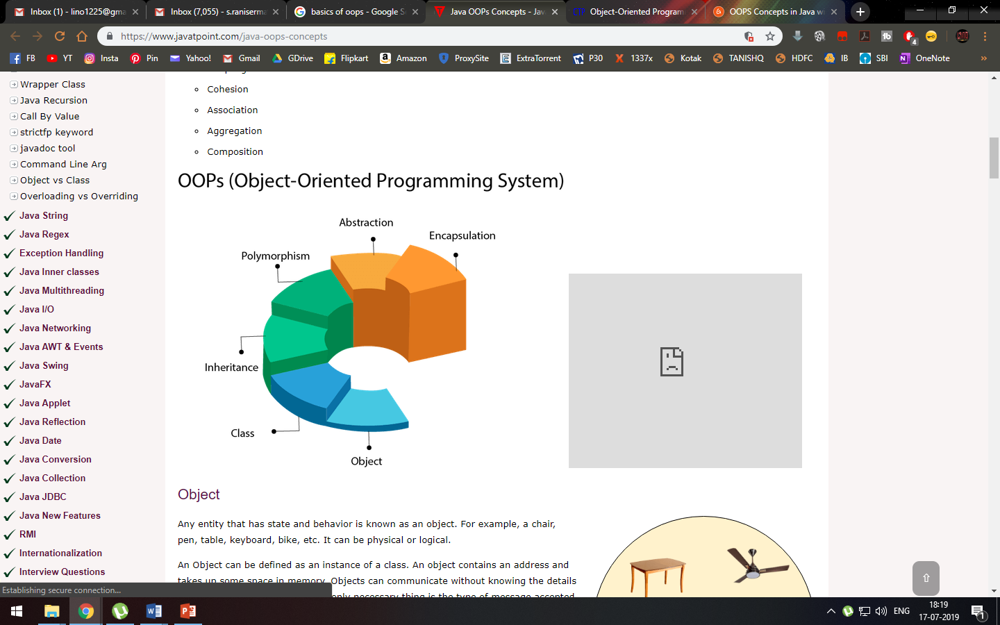 Inbox (1) - lino1225@gma
Inbox (7,055) - s.raniserma
basics of oops - Google S
Java OOPs Concepts - Jav
Object-Oriented Program
OOPS Concepts in Java wi
https://www.javatpoint.com/java-oops-concepts
4
FB
YT
Insta
Pin
Yahoo!
Gmail
GDrive
Flipkart
Amazon
ProxySite
ExtraTorrent
P30
1337x
Kotak
TANISHQ
HDFC
IB
SBI
OneNote
»
Wrapper Class
Java Recursion
Call By Value
strictfp keyword
javadoc tool
Command Line Arg
Object vs Class
Overloading vs Overriding
Java String
Java Regex
Exception Handling
Java Inner classes
Java Multithreading
Java I/O
Java Networking
Java AWT & Events
Java Swing
JavaFX
Java Applet
Java Reflection
Java Date
Java Conversion
Java Collection
Java JDBC
Java New Features
RMI
Internationalization
Interview Questions
Cohesion
Association
Aggregation
Composition
OOPs (Object-Oriented Programming System)
Abstraction
Encapsulation
Polymorphism
Inheritance
Class
Object
Object
Any entity that has state and behavior is known as an object. For example, a chair,
pen, table, keyboard, bike, etc. It can be physical or logical.
An Object can be defined as an instance of a class. An object contains an address and
takes up some space in memory. Objects can communicate without knowing the details
only necessary thing is the type of message accepted
Establishing secure connection...
ENG
18:19
17-07-2019
1